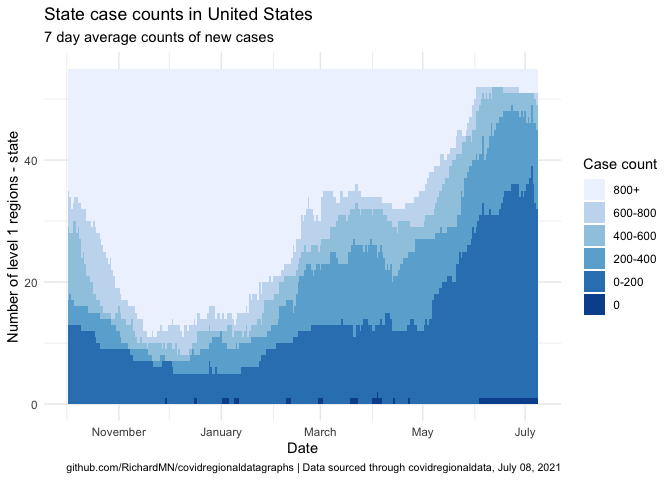 State case counts in United States
7 day average counts of new cases
Number of level 1 regions - state
40
20
0
November
January
March
May
July
Date
Case count
800+
600-800
400-600
200-400
0-200
0
github.com/RichardMN/covidregionaldatagraphs | Data sourced through covidregionaldata, July 08, 2021